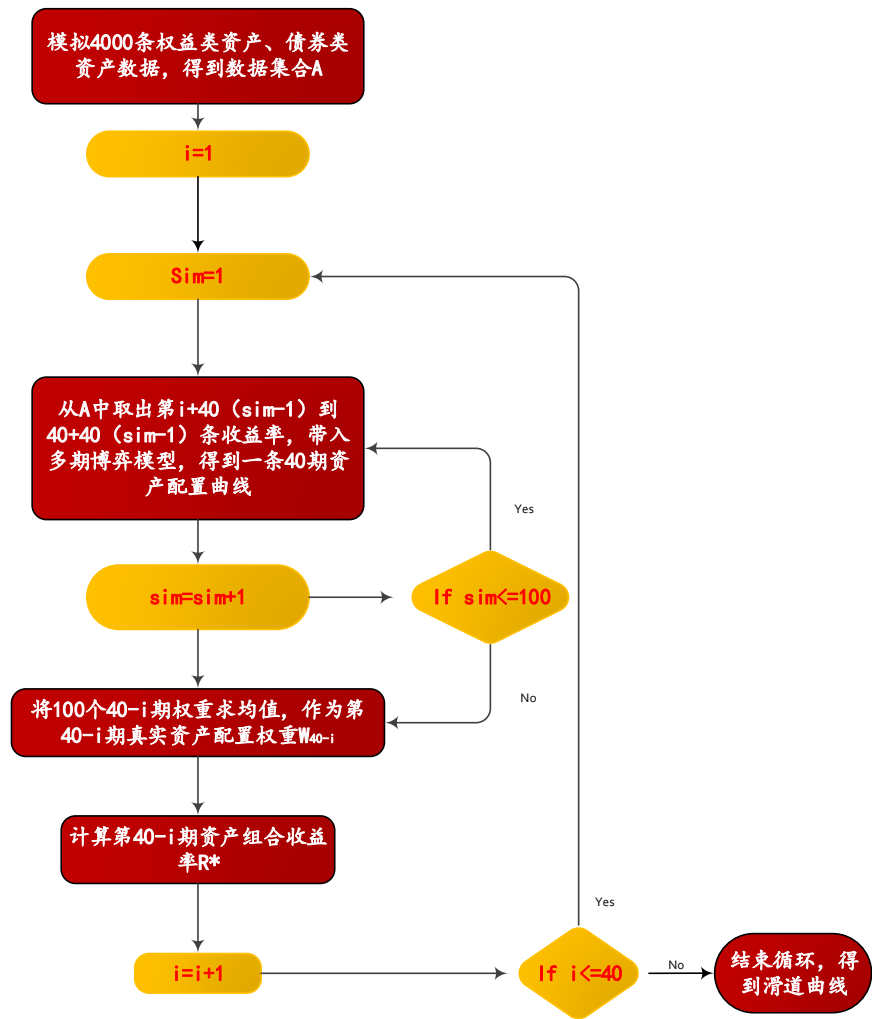 模拟4000条权益类资产、债券类
资产数据，得到数据集合A
i=1
Sim=1
从A中取出第i+40（sim-1）到
40+40（sim-1）条收益率，带入
多期博弈模型，得到一条40期资
产配置曲线
Yes
sim=sim+1
If sim<=100
No
将100个40-i期权重求均值，作为第
40-i期真实资产配置权重W40-i
计算第40-i期资产组合收益
率R*
Yes
i=i+1
If i<=40
No
结束循环，得
到滑道曲线